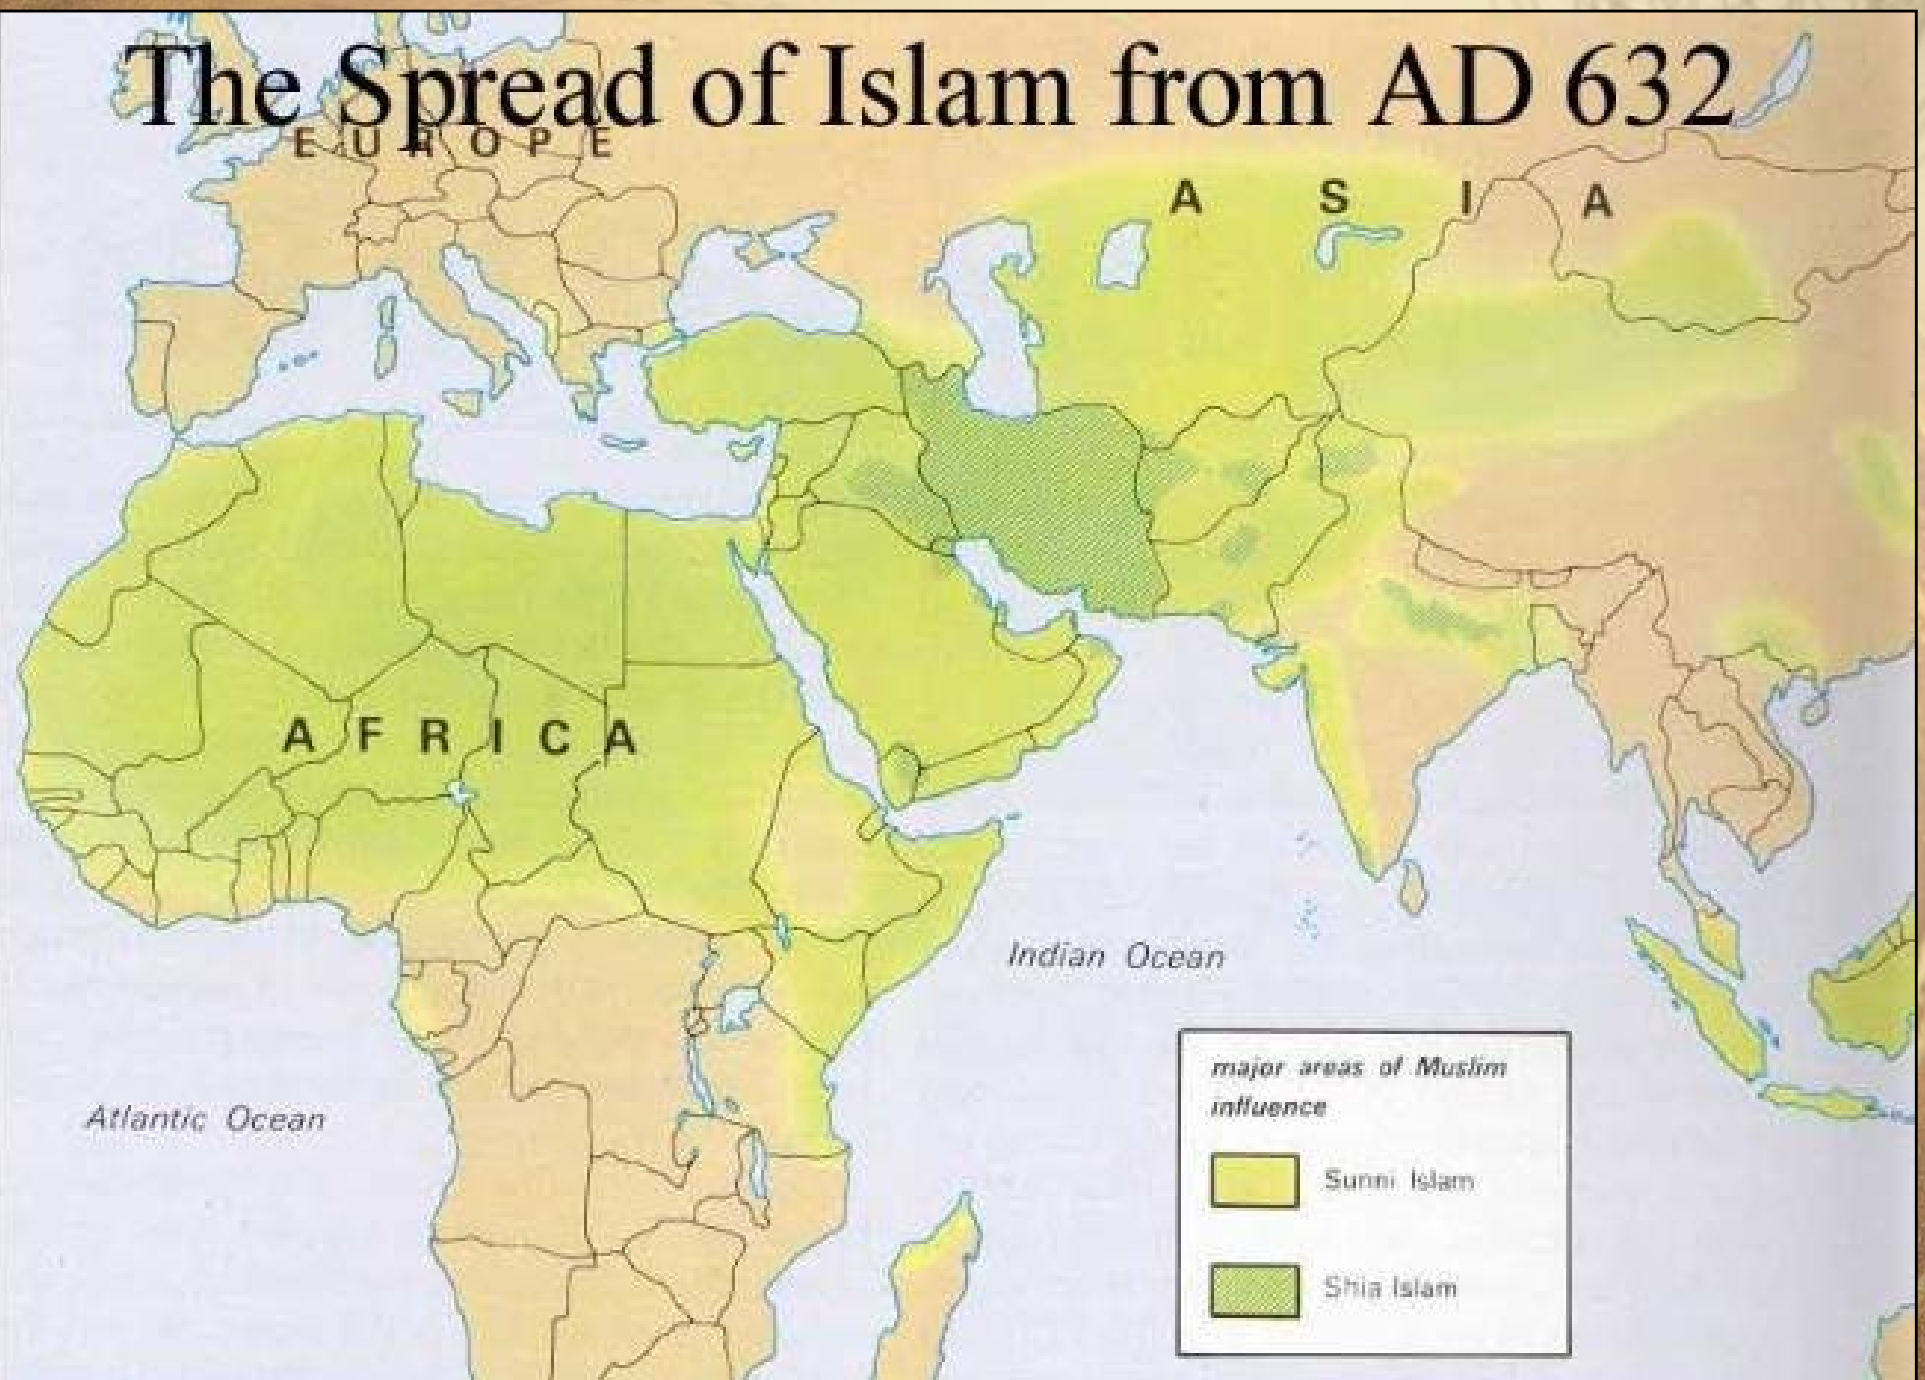 The Spread of Islam from AD 632
EUROPE
ASIA
AFRICA
Indian Ocean
Atlantic Ocean
major areas of Muslim
influence
Sunni Islam
Shia Islam